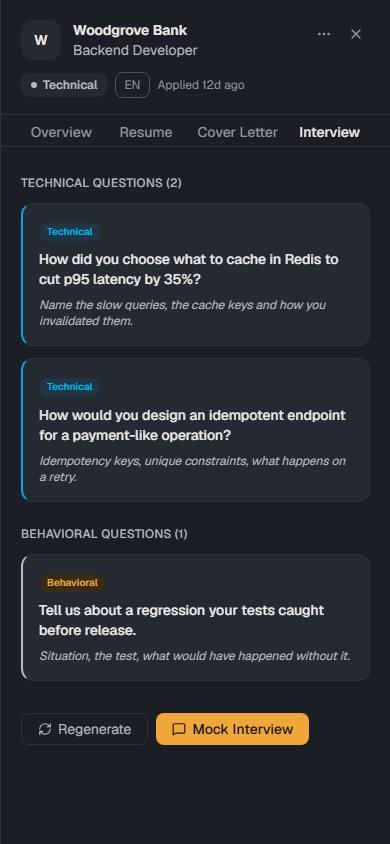 W
Woodgrove Bank
Backend Developer
Technical
EN
Applied 12d ago
Overview
Resume
Cover Letter
Interview
TECHNICAL QUESTIONS (2)
Technical
How did you choose what to cache in Redis to
cut p95 latency by 35%?
Name the slow queries, the cache keys and how you
invalidated them.
Technical
How would you design an idempotent endpoint
for a payment-like operation?
Idempotency keys, unique constraints, what happens on
a retry.
BEHAVIORAL QUESTIONS (1)
Behavioral
Tell us about a regression your tests caught
before release.
Situation, the test, what would have happened without it.
Regenerate
Mock Interview